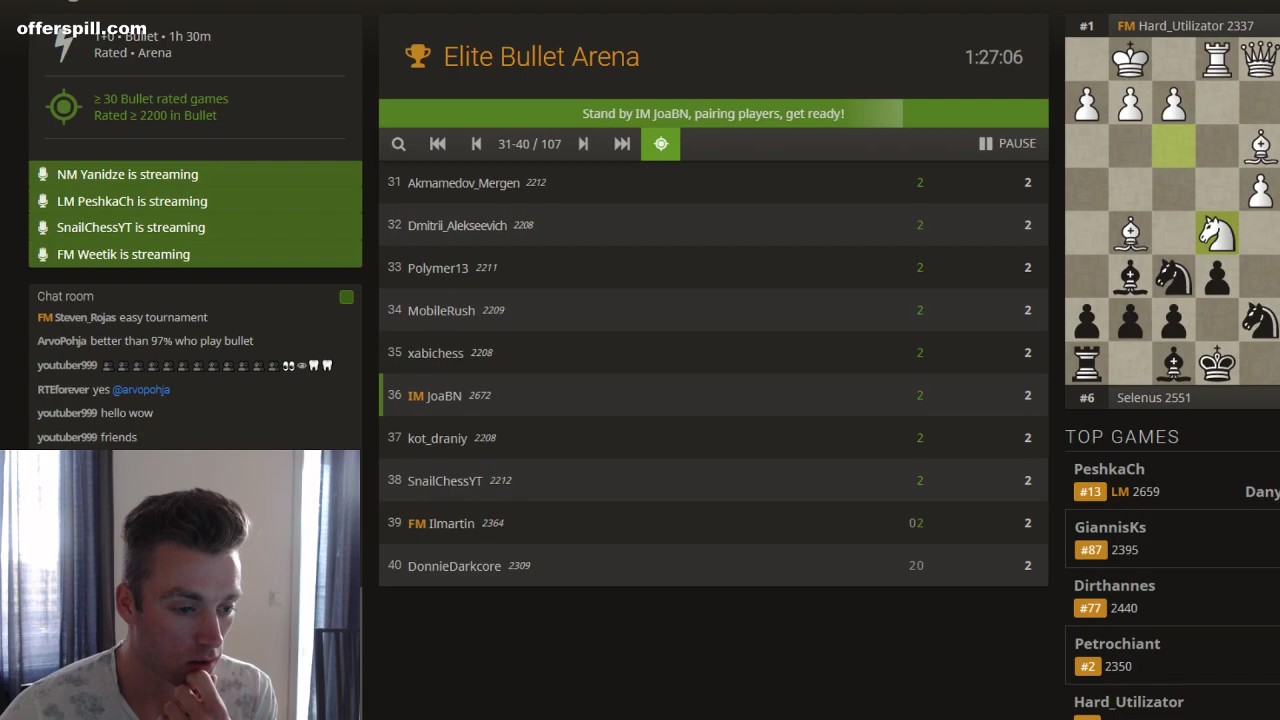 offerspill.com
1+0 • Bullet • 1h 30m
Rated • Arena
≥ 30 Bullet rated games
Rated ≥ 2200 in Bullet
NM Yanidze is streaming
LM PeshkaCh is streaming
SnailChessYT is streaming
FM Weetik is streaming
Chat room
FM Steven_Rojas easy tournament
ArvoPohja better than 97% who play bullet
youtuber999
RTEforever yes @arvopohja
youtuber999 hello wow
youtuber999 friends
Elite Bullet Arena
1:27:06
Stand by IM JoaBN, pairing players, get ready!
31-40 / 107
PAUSE
31 Akmamedov_Mergen 2212 2 2
32 Dmitrii_Alekseevich 2208 2 2
33 Polymer13 2211 2 2
34 MobileRush 2209 2 2
35 xabichess 2208 2 2
36 IM JoaBN 2672 2 2
37 kot_draniy 2208 2 2
38 SnailChessYT 2212 2 2
39 FM Ilmartin 2364 02 2
40 DonnieDarkcore 2309 20 2
#1 FM Hard_Utilizator 2337
#6 Selenus 2551
TOP GAMES
PeshkaCh
#13 LM 2659 Dany
GiannisKs
#87 2395
Dirthannes
#77 2440
Petrochiant
#2 2350
Hard_Utilizator